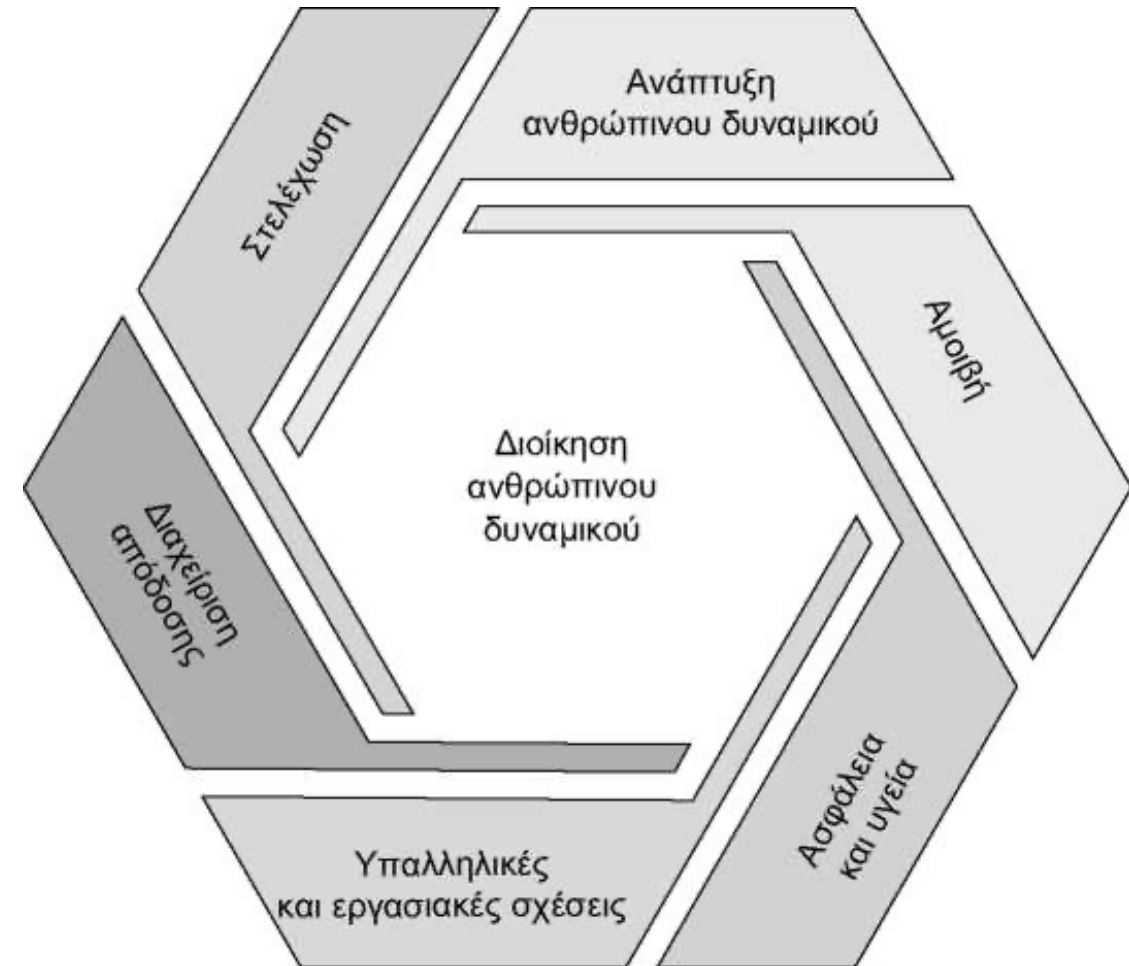 Ανάπτυξη
ανθρώπινου δυναμικού
Στελέχωση
Αμοιβή
Διοίκηση
ανθρώπινου
δυναμικού
Διαχείριση
απόδοσης
Ασφάλεια
και υγεία
Υπαλληλικές
και εργασιακές σχέσεις